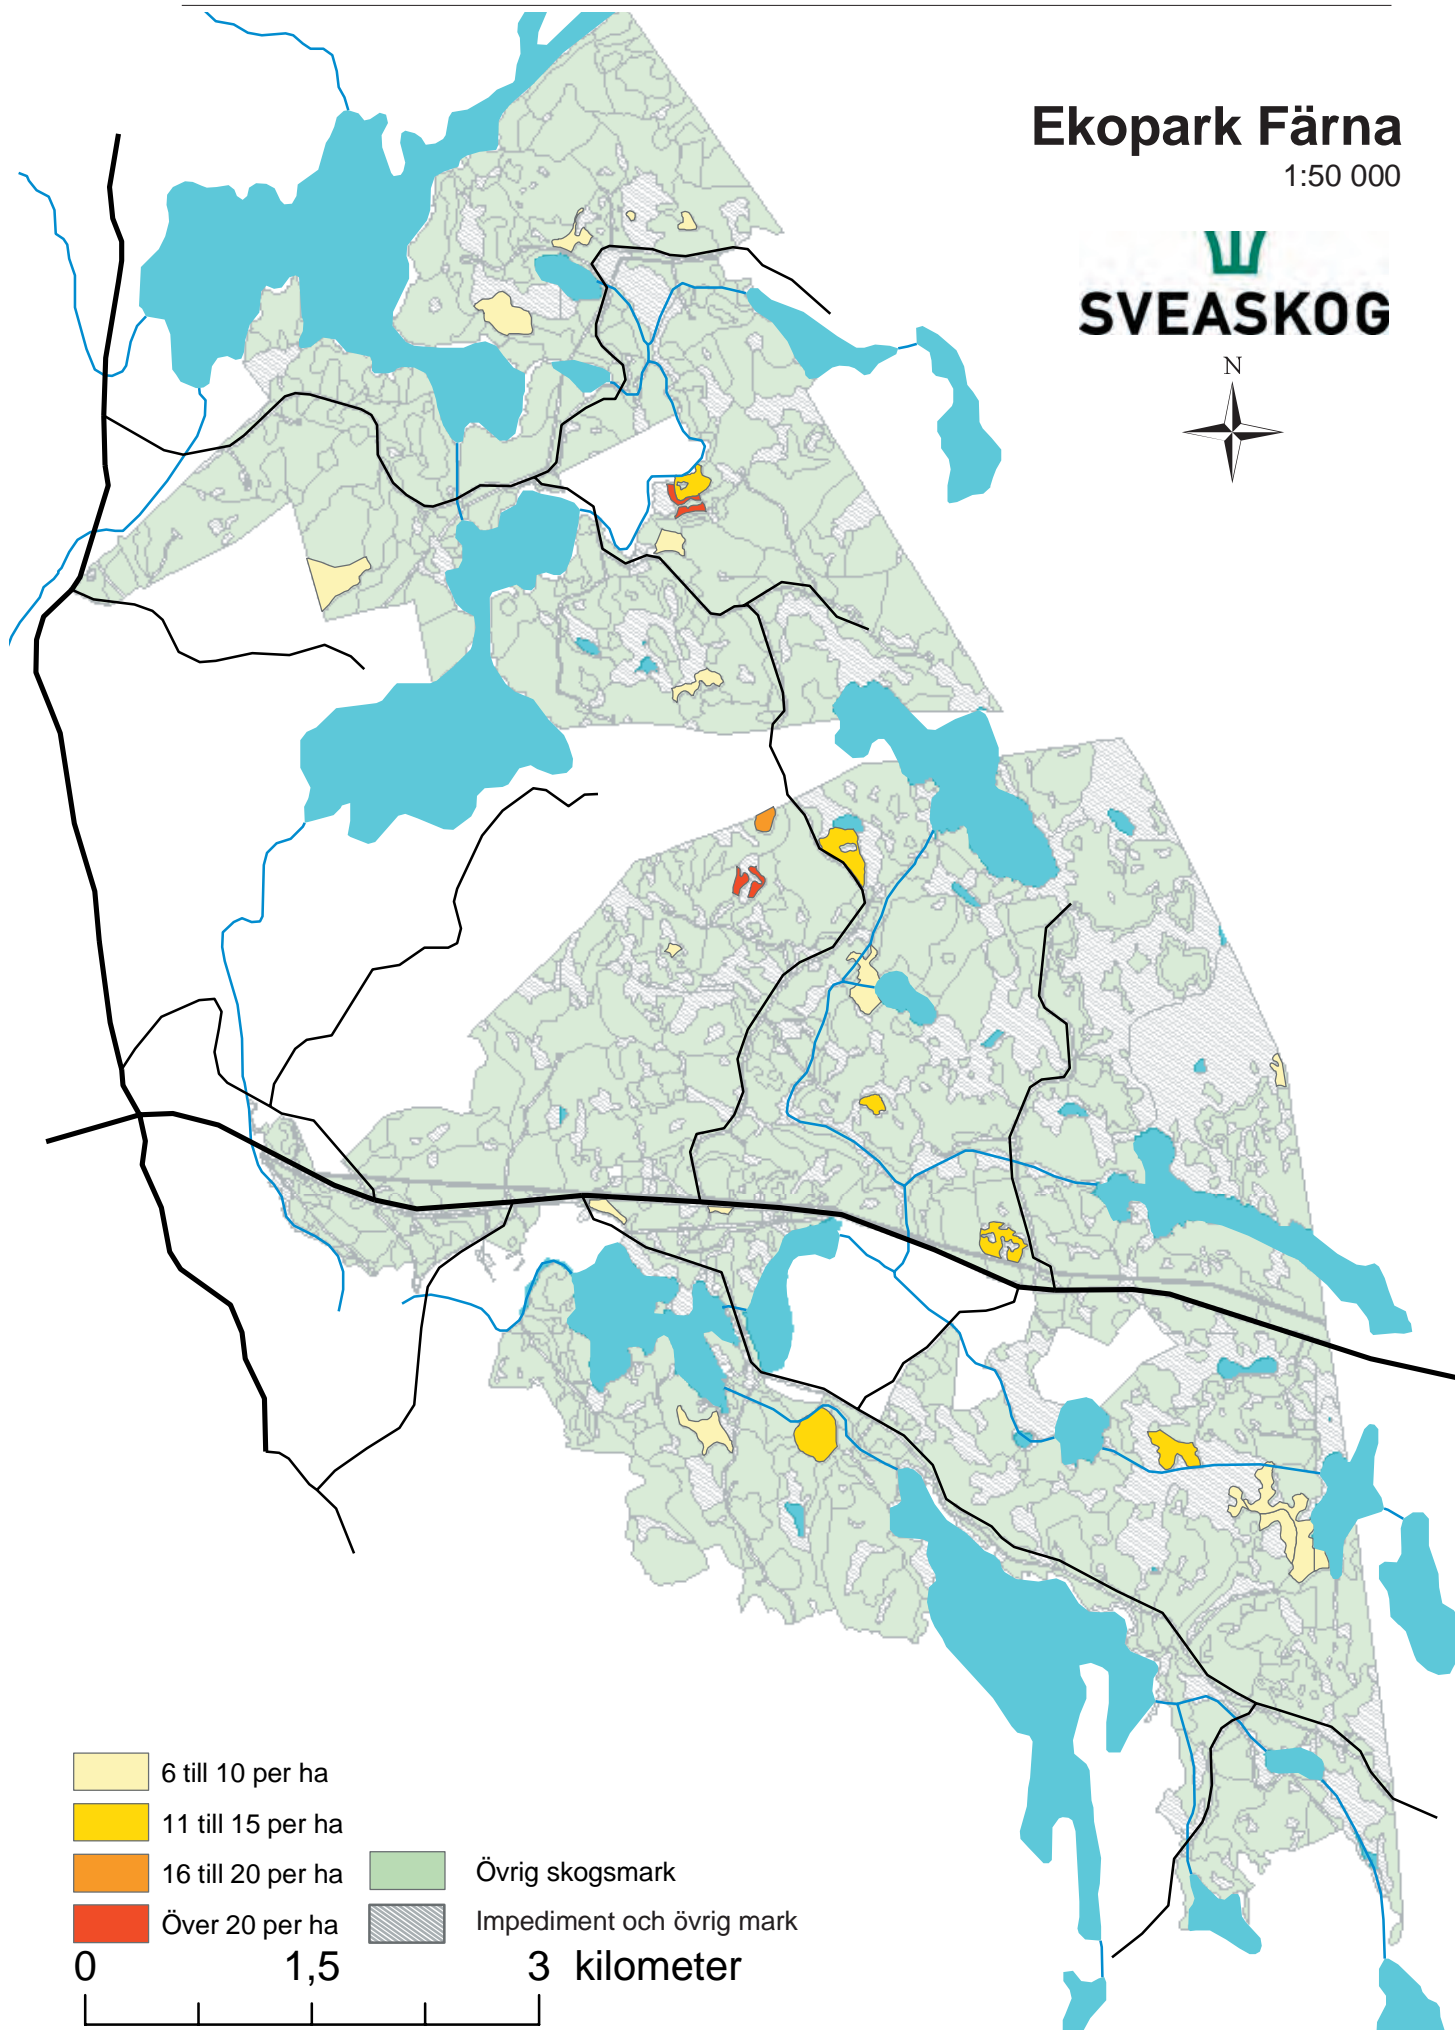 Ekopark Färna
1:50 000
SVEASKOG
N
6 till 10 per ha
11 till 15 per ha
16 till 20 per ha
Över 20 per ha
Övrig skogsmark
Impediment och övrig mark
0 1,5 3 kilometer